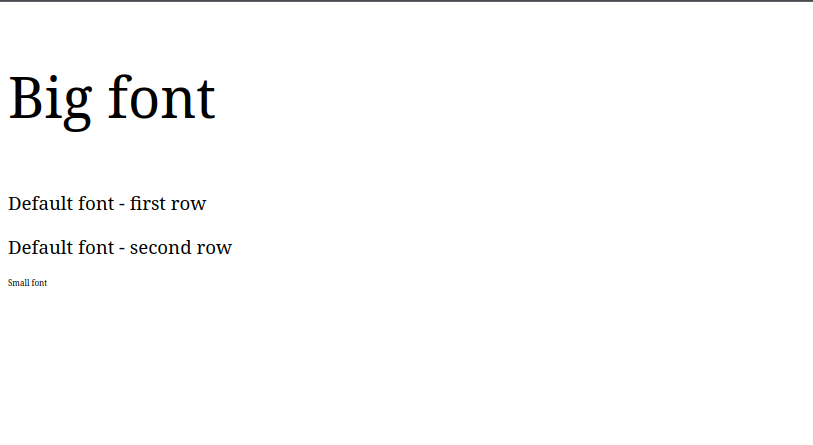 Big font
Default font - first row
Default font - second row
Small font